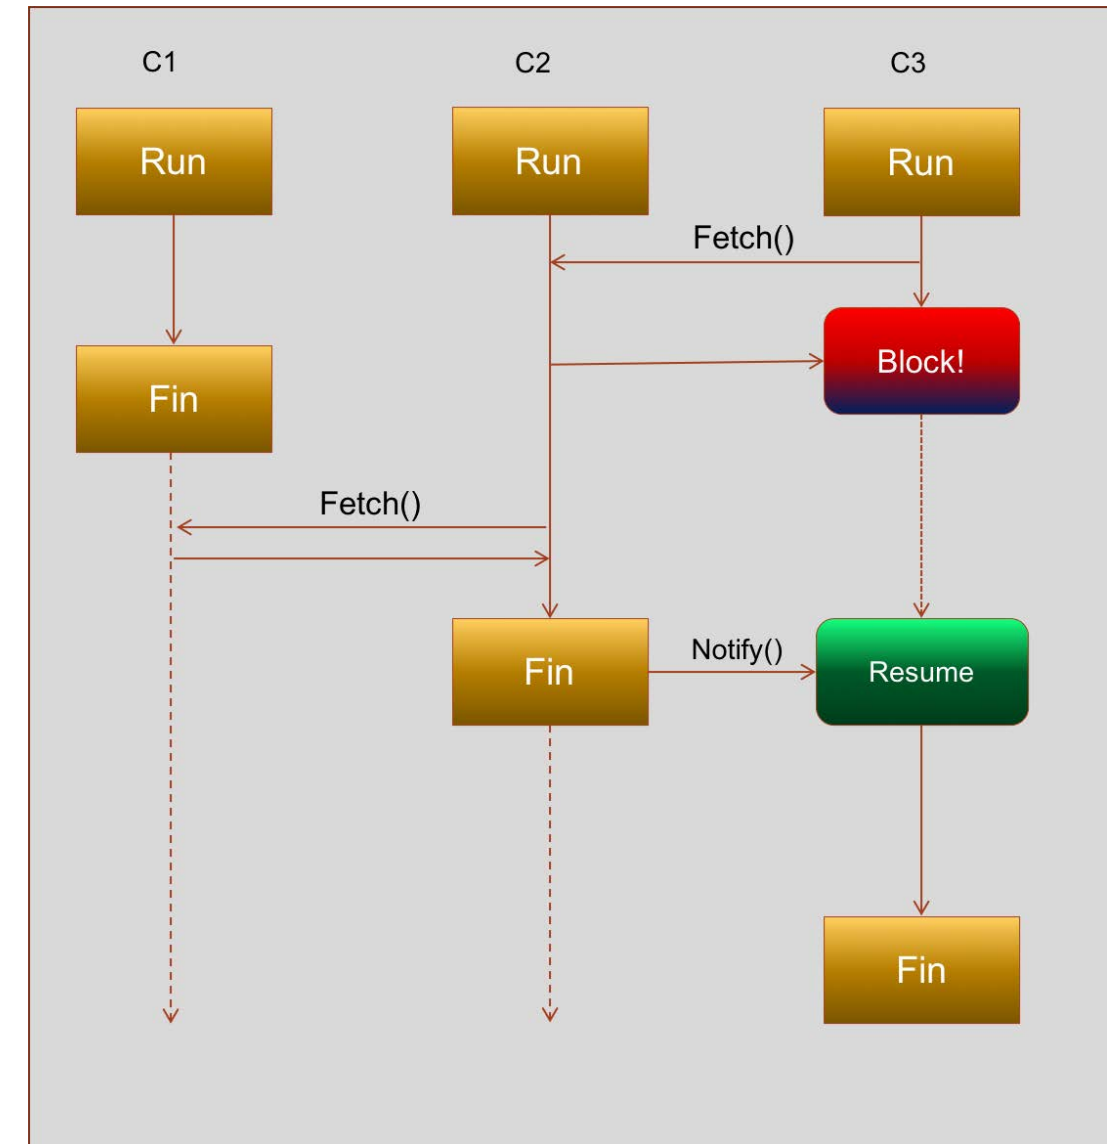 C1
C2
C3
Run
Run
Run
Fetch()
Block!
Fin
Fetch()
Fin
Notify()
Resume
Fin